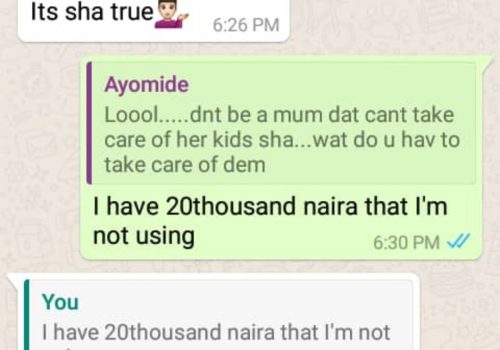 Its sha true💁🏻
6:26 PM
Ayomide
Loool.....dnt be a mum dat cant take
care of her kids sha...wat do u hav to
take care of dem
I have 20thousand naira that I'm
not using
6:30 PM
You
I have 20thousand naira that I'm not